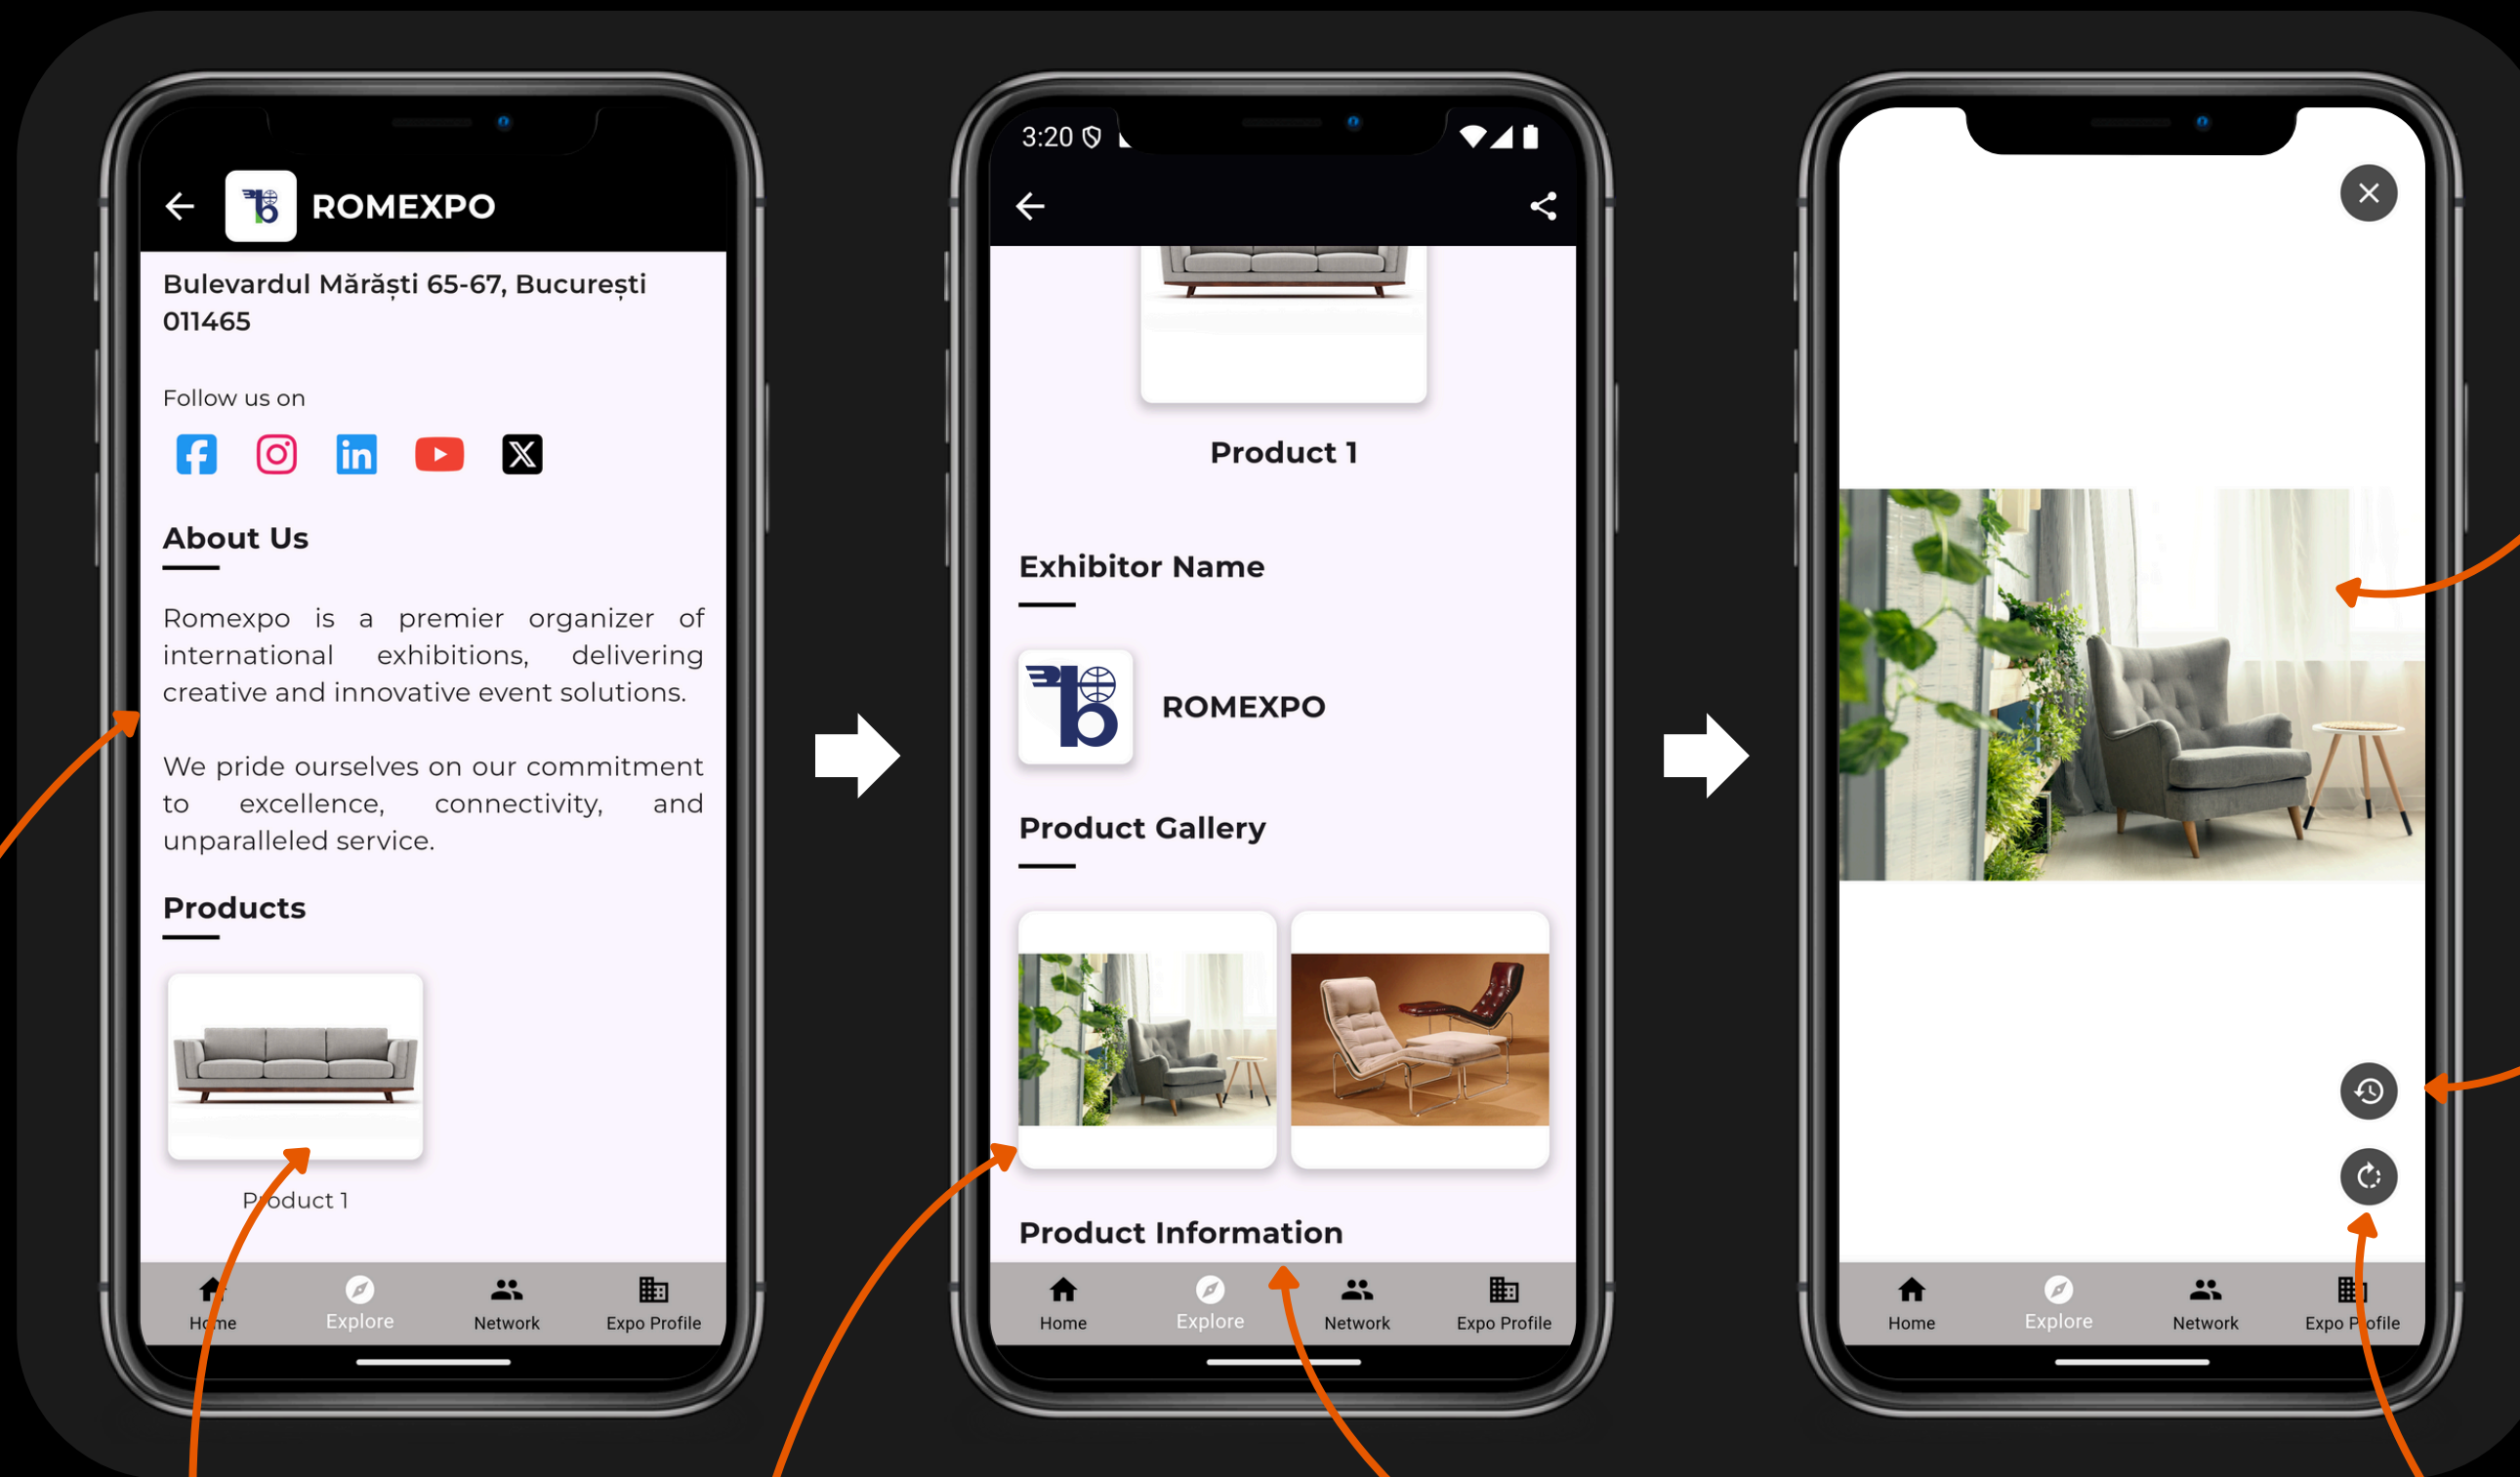 ROMEXPO
Bulevardul Mărăști 65-67, București
011465
Follow us on
About Us
Romexpo is a premier organizer of
international exhibitions, delivering
creative and innovative event solutions.
We pride ourselves on our commitment
to excellence, connectivity, and
unparalleled service.
Products
Product 1
Home
Explore
Network
Expo Profile
3:20
Product 1
Exhibitor Name
ROMEXPO
Product Gallery
Product Information
Home
Explore
Network
Expo Profile
Home
Explore
Network
Expo Profile